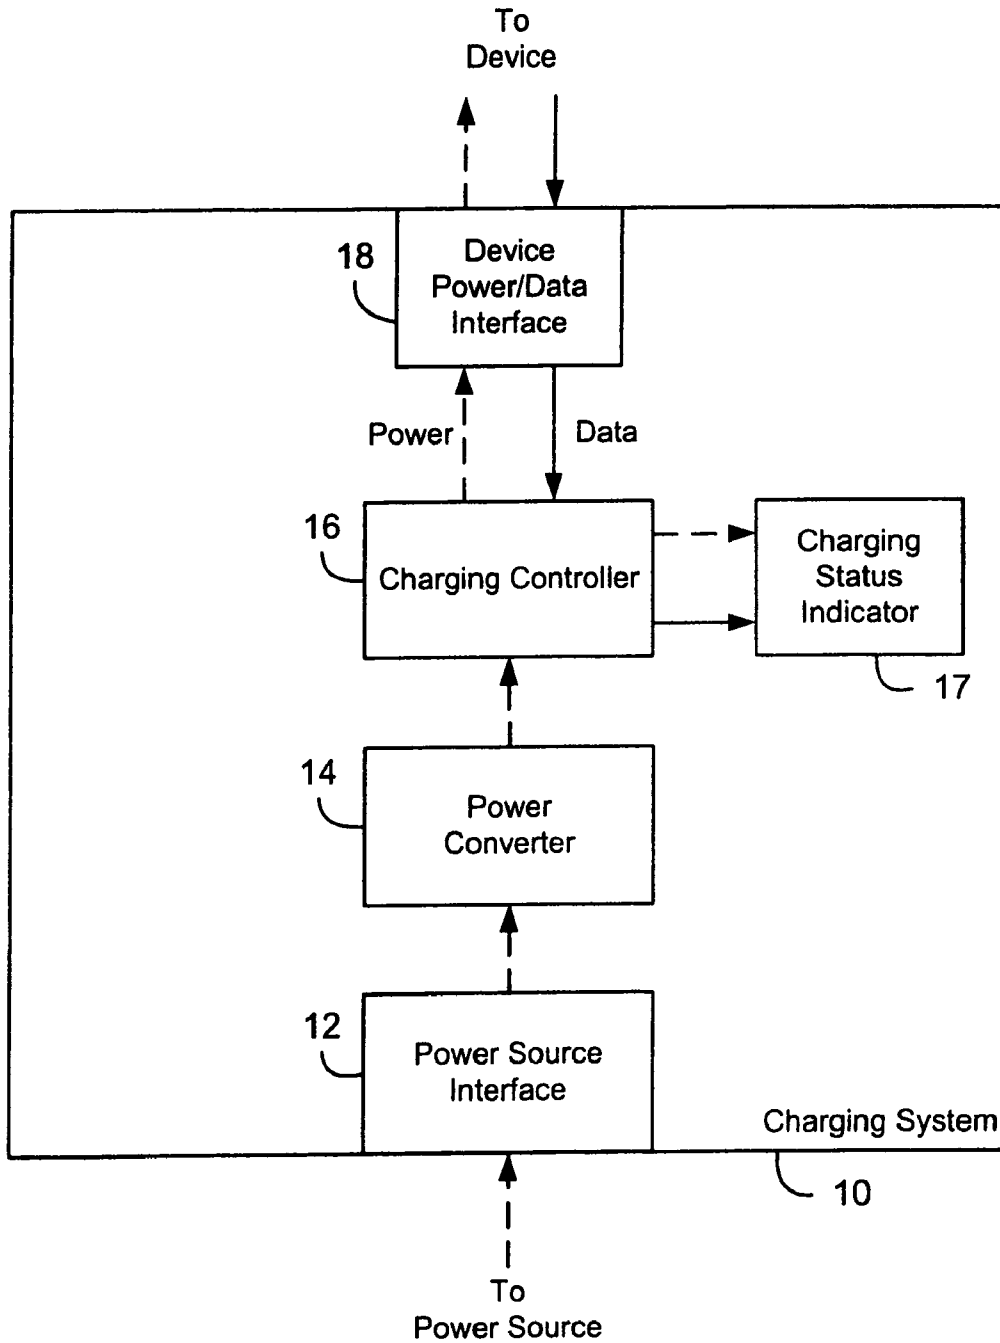 To
Device
18
Device
Power/Data
Interface
Power
Data
16
Charging Controller
Charging
Status
Indicator
17
14
Power
Converter
12
Power Source
Interface
Charging System
10
To
Power Source